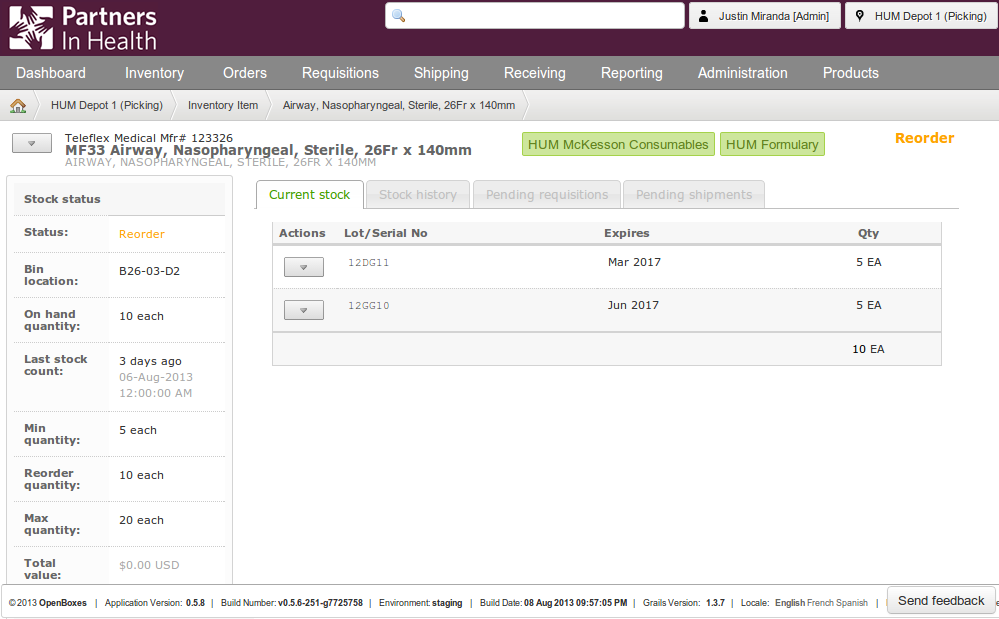 Partners
In Health
Justin Miranda [Admin]
HUM Depot 1 (Picking)
Dashboard Inventory Orders Requisitions Shipping Receiving Reporting Administration Products
HUM Depot 1 (Picking) Inventory Item Airway, Nasopharyngeal, Sterile, 26Fr x 140mm
Teleflex Medical Mfr# 123326
MF33 Airway, Nasopharyngeal, Sterile, 26Fr x 140mm
AIRWAY, NASOPHARYNGEAL, STERILE, 26FR X 140MM
HUM McKesson Consumables HUM Formulary
Reorder
Stock status
Status: Reorder
Bin
location: B26-03-D2
On hand
quantity: 10 each
Last stock
count: 3 days ago
06-Aug-2013
12:00:00 AM
Min
quantity: 5 each
Reorder
quantity: 10 each
Max
quantity: 20 each
Total
value: $0.00 USD
Current stock Stock history Pending requisitions Pending shipments
Actions Lot/Serial No Expires Qty
12DG11 Mar 2017 5 EA
12GG10 Jun 2017 5 EA
10 EA
© 2013 OpenBoxes | Application Version: 0.5.8 | Build Number: v0.5.6-251-g7725758 | Environment: staging | Build Date: 08 Aug 2013 09:57:05 PM | Grails Version: 1.3.7 | Locale: English French Spanish |
Send feedback